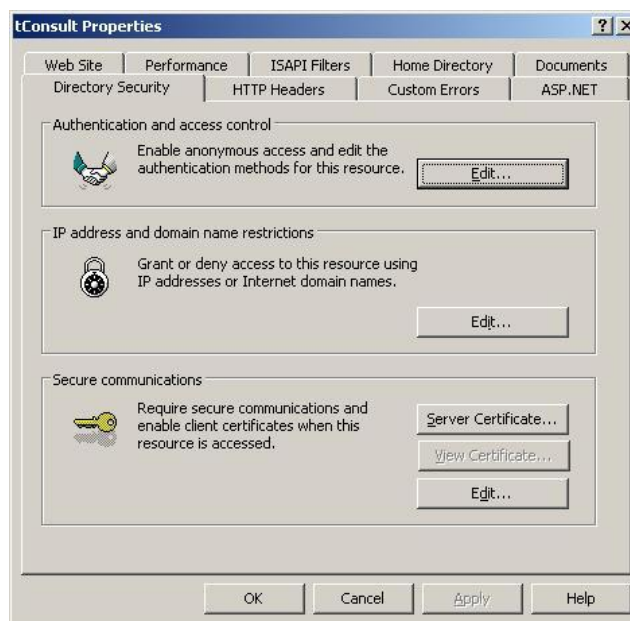 tConsult Properties
Web Site
Performance
ISAPI Filters
Home Directory
Documents
Directory Security
HTTP Headers
Custom Errors
ASP.NET
Authentication and access control
Enable anonymous access and edit the
authentication methods for this resource.
Edit...
IP address and domain name restrictions
Grant or deny access to this resource using
IP addresses or Internet domain names.
Edit...
Secure communications
Require secure communications and
enable client certificates when this
resource is accessed.
Server Certificate...
View Certificate...
Edit...
OK
Cancel
Apply
Help